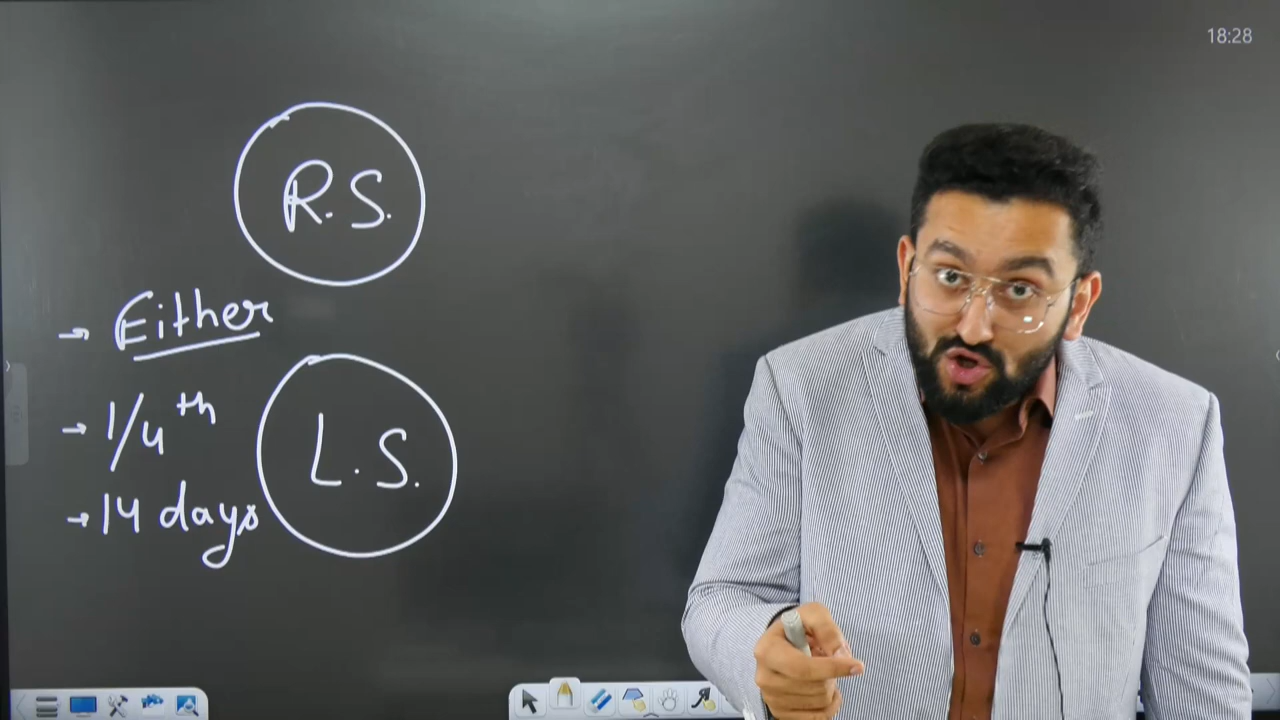 18:28
R.S.
→ Either
→ 1/4th
L.S.
→ 14 days